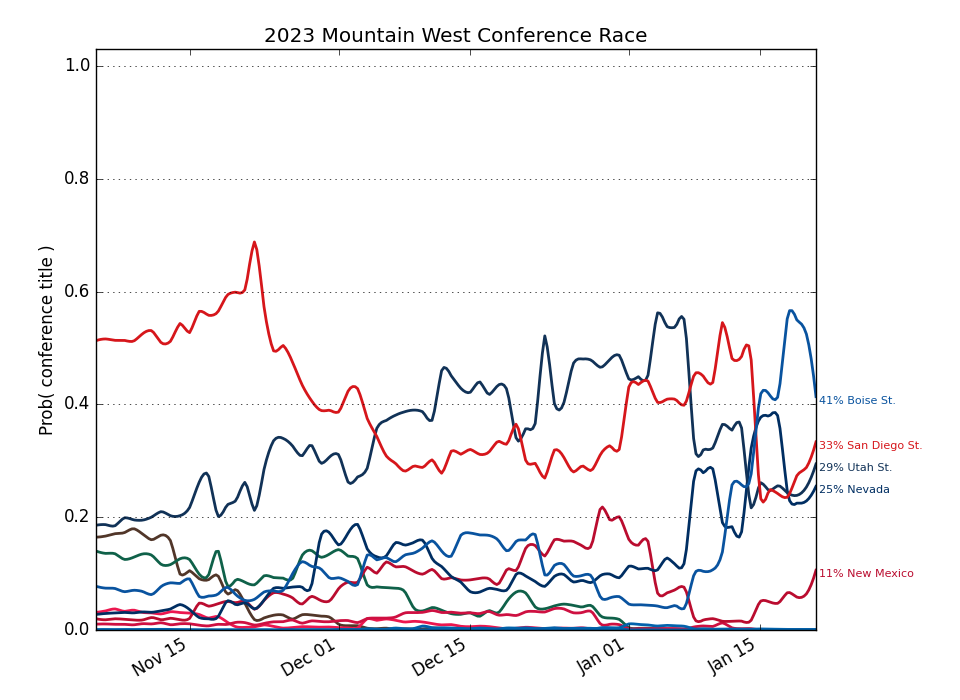 2023 Mountain West Conference Race
Prob( conference title )
1.0
0.8
0.6
0.4
0.2
0.0
41% Boise St.
33% San Diego St.
29% Utah St.
25% Nevada
11% New Mexico
Nov 15
Dec 01
Dec 15
Jan 01
Jan 15